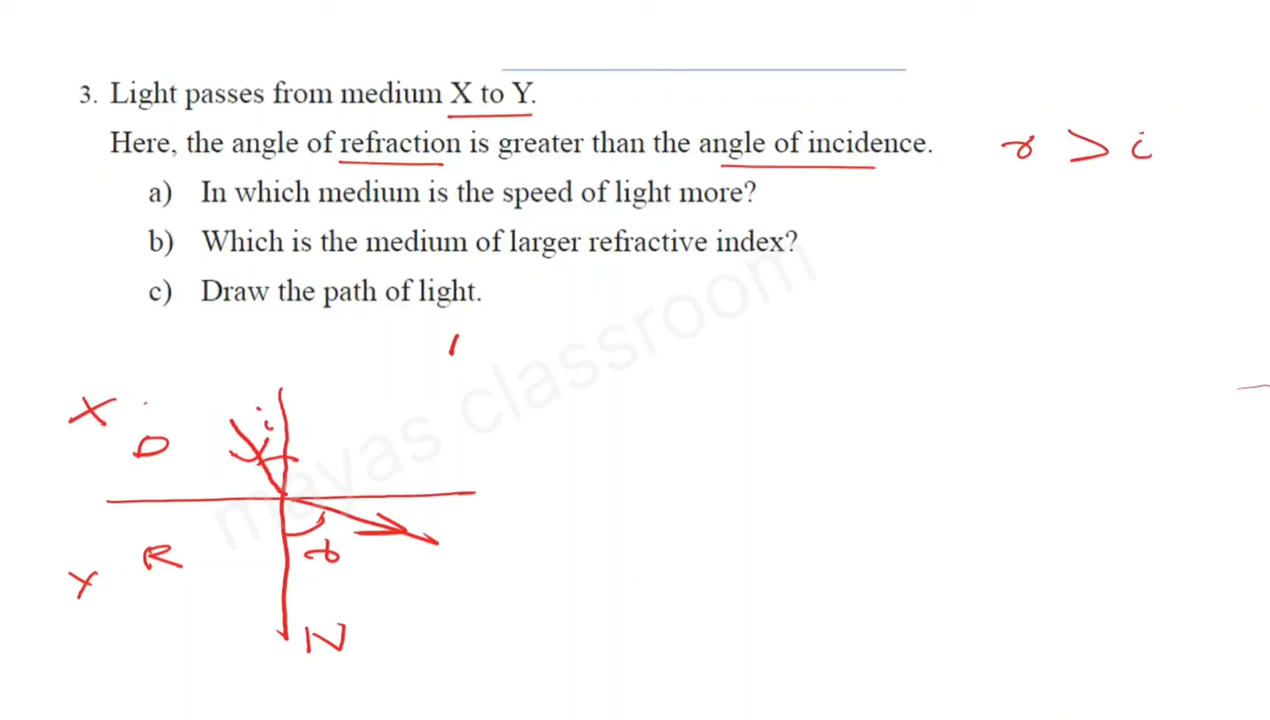 3. Light passes from medium X to Y.
Here, the angle of refraction is greater than the angle of incidence. r > i
a) In which medium is the speed of light more?
b) Which is the medium of larger refractive index?
c) Draw the path of light.
mayas classroom
X
D
i
R
r
Y
N